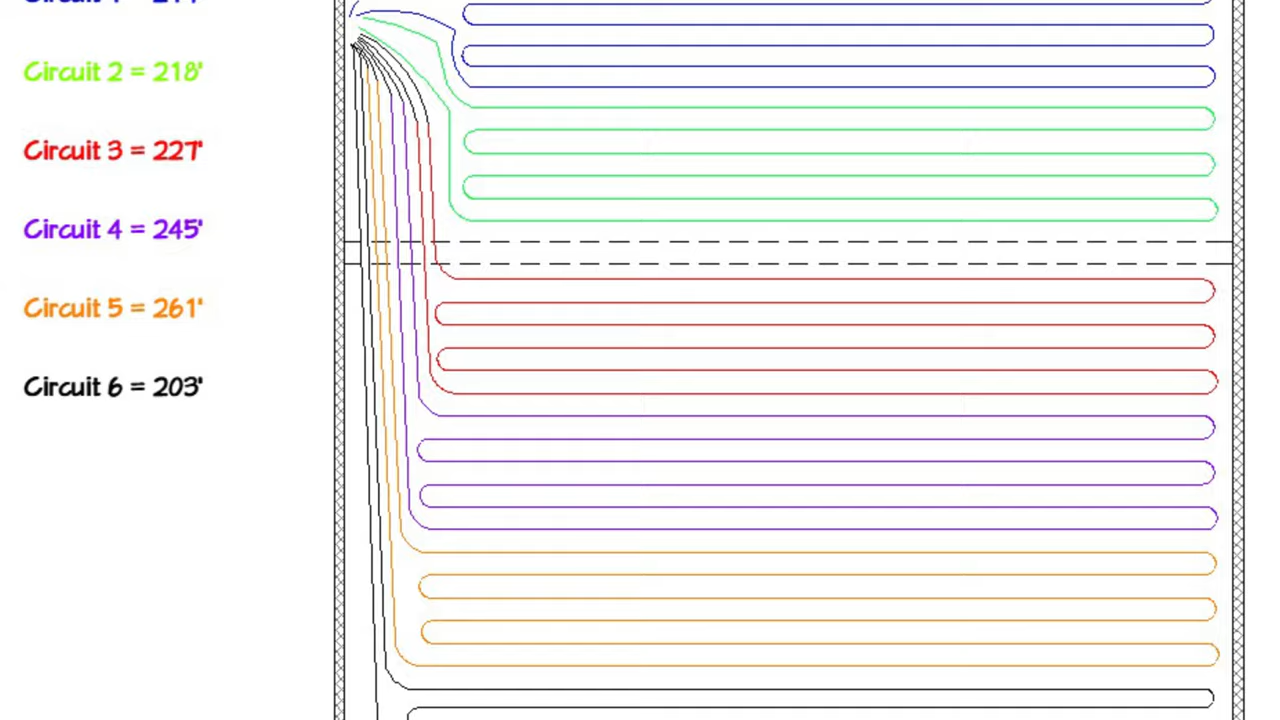 Circuit 2 = 218'
Circuit 3 = 227'
Circuit 4 = 245'
Circuit 5 = 261'
Circuit 6 = 203'